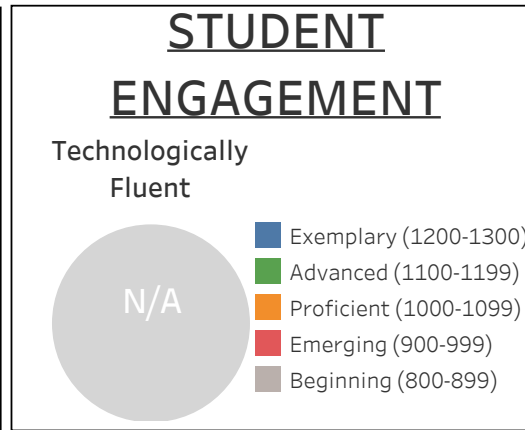 STUDENT
ENGAGEMENT
Technologically
Fluent
N/A
Exemplary (1200-1300)
Advanced (1100-1199)
Proficient (1000-1099)
Emerging (900-999)
Beginning (800-899)